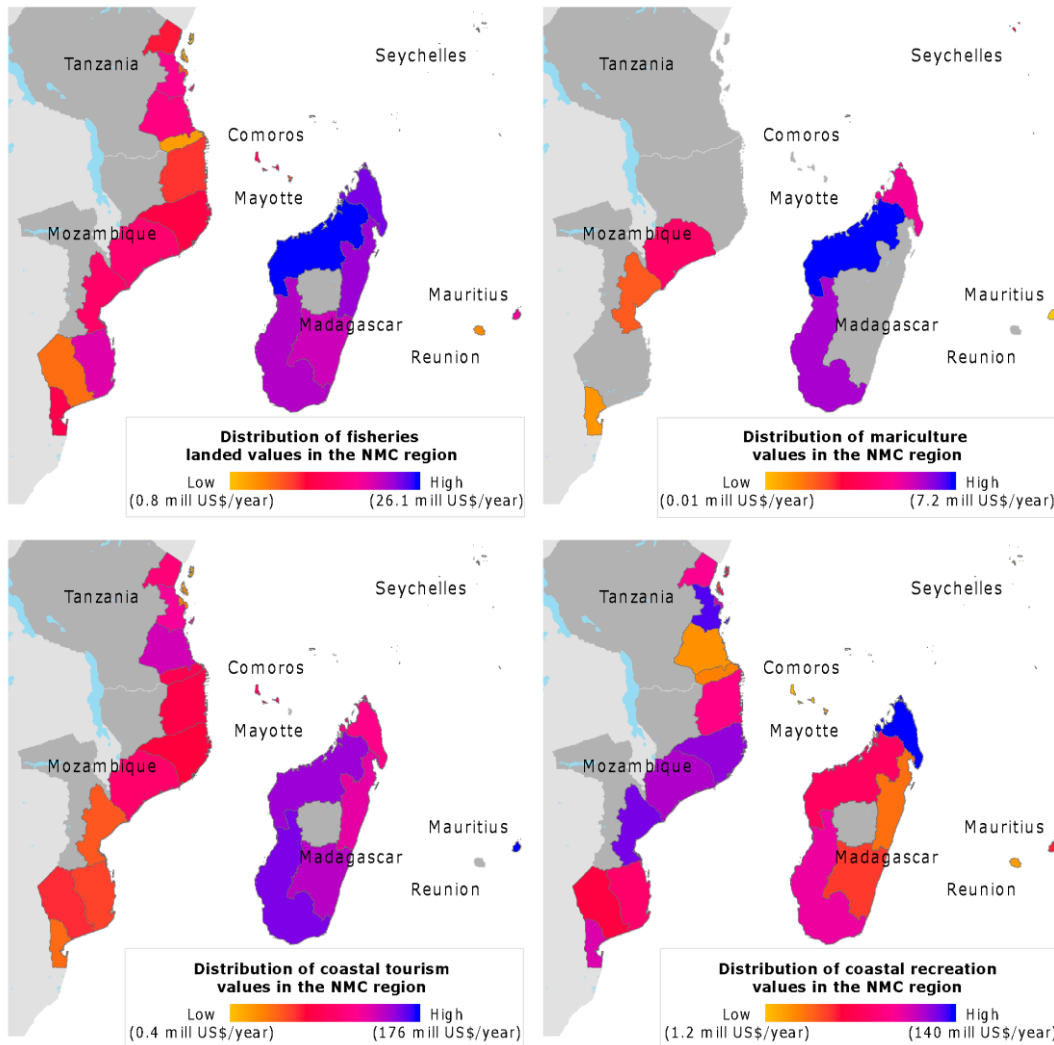 Tanzania
Seychelles
Comoros
Mayotte
Mozambique
Mauritius
Madagascar
Reunion
Distribution of fisheries
landed values in the NMC region
Low
High
(0.8 mill US$/year)
(26.1 mill US$/year)
Tanzania
Seychelles
Comoros
Mayotte
Mozambique
Mauritius
Madagascar
Reunion
Distribution of mariculture
values in the NMC region
Low
High
(0.01 mill US$/year)
(7.2 mill US$/year)
Tanzania
Seychelles
Comoros
Mayotte
Mozambique
Mauritius
Madagascar
Reunion
Distribution of coastal tourism
values in the NMC region
Low
High
(0.4 mill US$/year)
(176 mill US$/year)
Tanzania
Seychelles
Comoros
Mayotte
Mozambique
Mauritius
Madagascar
Reunion
Distribution of coastal recreation
values in the NMC region
Low
High
(1.2 mill US$/year)
(140 mill US$/year)